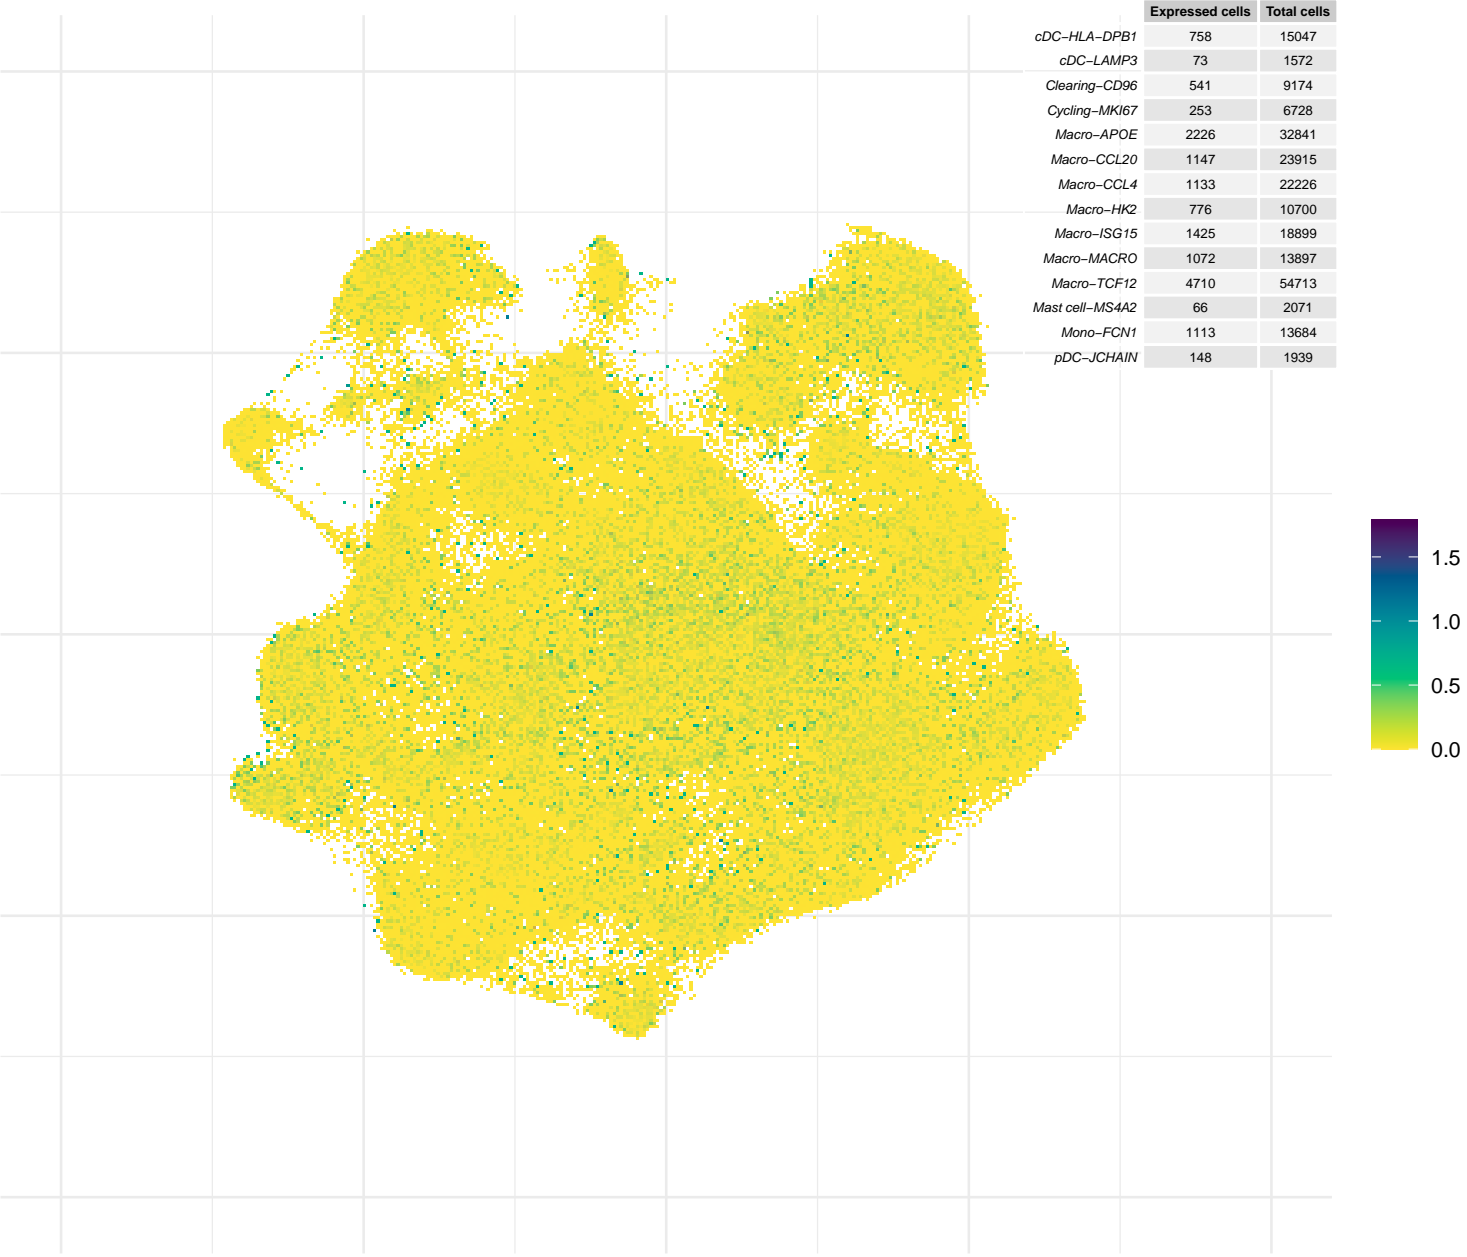 Expressed cells Total cells
cDC−HLA−DPB1 758 15047
cDC−LAMP3 73 1572
Clearing−CD96 541 9174
Cycling−MKI67 253 6728
Macro−APOE 2226 32841
Macro−CCL20 1147 23915
Macro−CCL4 1133 22226
Macro−HK2 776 10700
Macro−ISG15 1425 18899
Macro−MACRO 1072 13897
Macro−TCF12 4710 54713
Mast cell−MS4A2 66 2071
Mono−FCN1 1113 13684
pDC−JCHAIN 148 1939
1.5
1.0
0.5
0.0